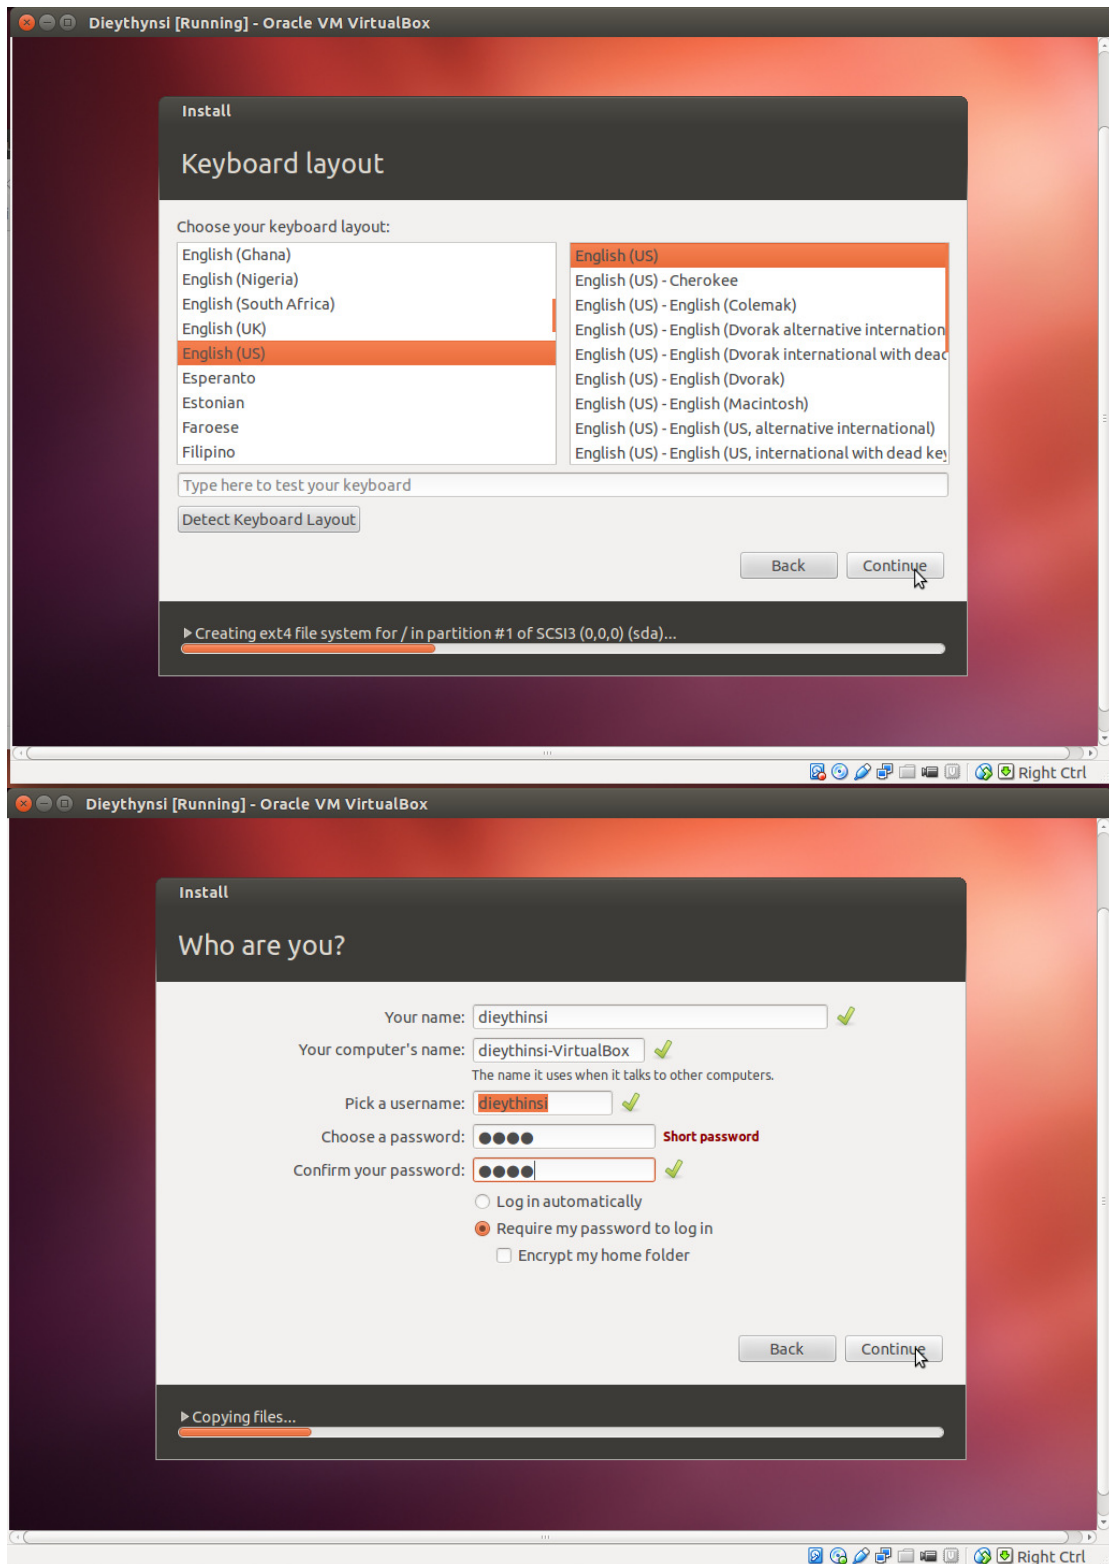 Dieythynsi [Running] - Oracle VM VirtualBox
Install
Keyboard layout
Choose your keyboard layout:
English (Ghana)
English (Nigeria)
English (South Africa)
English (UK)
English (US)
Esperanto
Estonian
Faroese
Filipino
English (US)
English (US) - Cherokee
English (US) - English (Colemak)
English (US) - English (Dvorak alternative internation
English (US) - English (Dvorak international with dead
English (US) - English (Dvorak)
English (US) - English (Macintosh)
English (US) - English (US, alternative international)
English (US) - English (US, international with dead key
Type here to test your keyboard
Detect Keyboard Layout
Back Continue
Creating ext4 file system for / in partition #1 of SCSI3 (0,0,0) (sda)...
Right Ctrl
Dieythynsi [Running] - Oracle VM VirtualBox
Install
Who are you?
Your name: dieythinsi
Your computer's name: dieythinsi-VirtualBox
The name it uses when it talks to other computers.
Pick a username: dieythinsi
Choose a password: ●●●● Short password
Confirm your password: ●●●●
Log in automatically
Require my password to log in
Encrypt my home folder
Back Continue
Copying files...
Right Ctrl